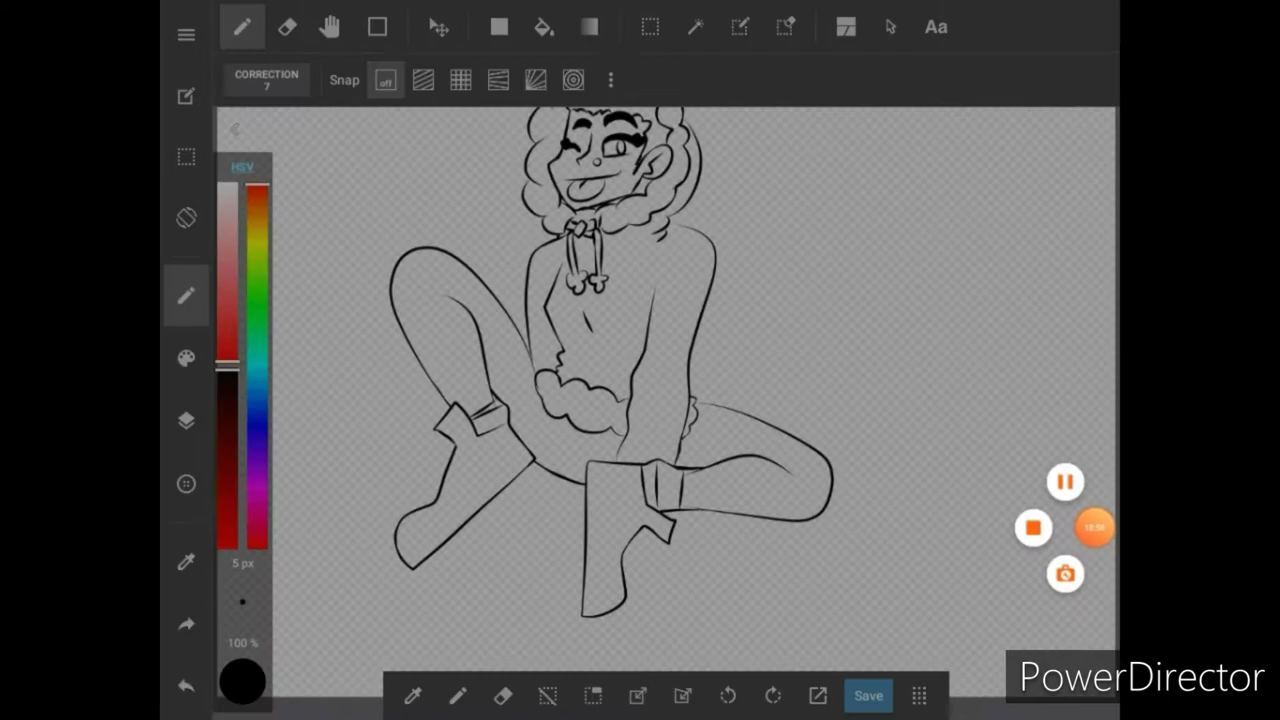 Aa
CORRECTION
7
Snap
off
HSV
5 px
100 %
Save
PowerDirector